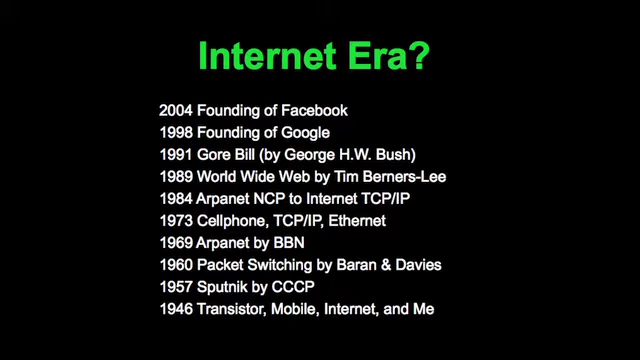 Internet Era?
2004 Founding of Facebook
1998 Founding of Google
1991 Gore Bill (by George H.W. Bush)
1989 World Wide Web by Tim Berners-Lee
1984 Arpanet NCP to Internet TCP/IP
1973 Cellphone, TCP/IP, Ethernet
1969 Arpanet by BBN
1960 Packet Switching by Baran & Davies
1957 Sputnik by CCCP
1946 Transistor, Mobile, Internet, and Me